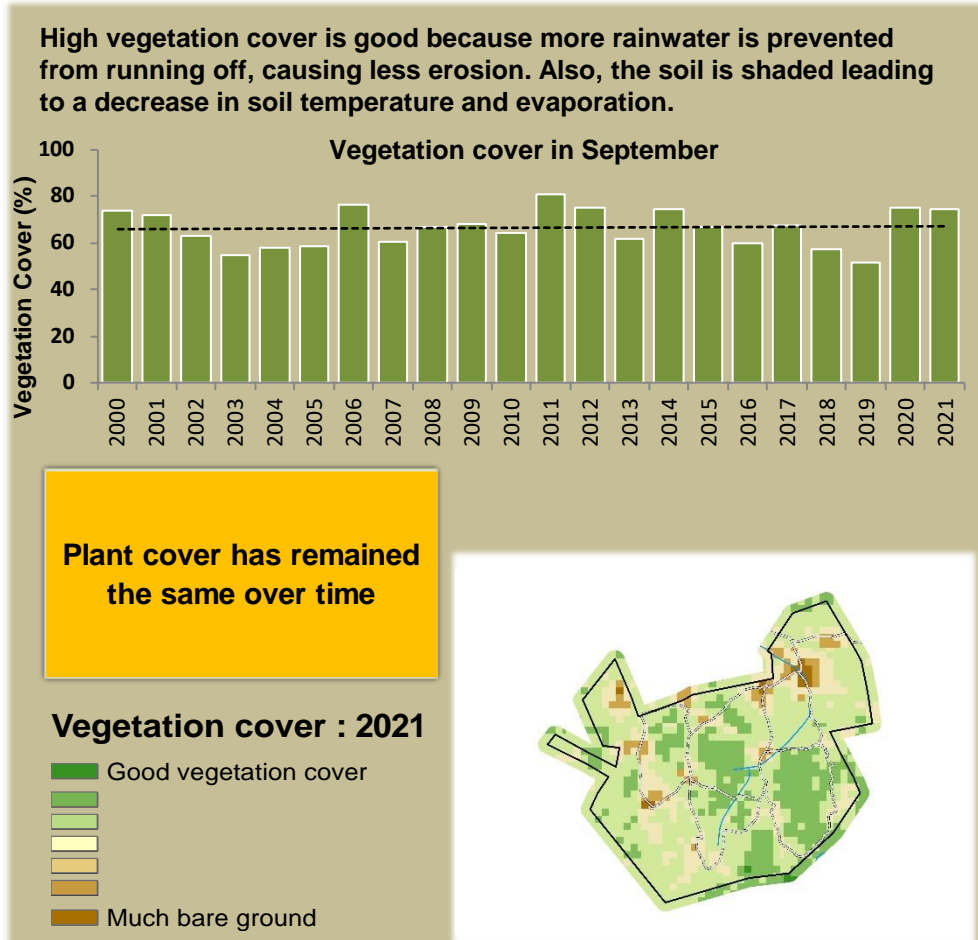 High vegetation cover is good because more rainwater is prevented
from running off, causing less erosion. Also, the soil is shaded leading
to a decrease in soil temperature and evaporation.
Vegetation cover in September
Vegetation Cover (%)
100
80
60
40
20
0
2000
2001
2002
2003
2004
2005
2006
2007
2008
2009
2010
2011
2012
2013
2014
2015
2016
2017
2018
2019
2020
2021
Plant cover has remained
the same over time
Vegetation cover : 2021
Good vegetation cover
Much bare ground